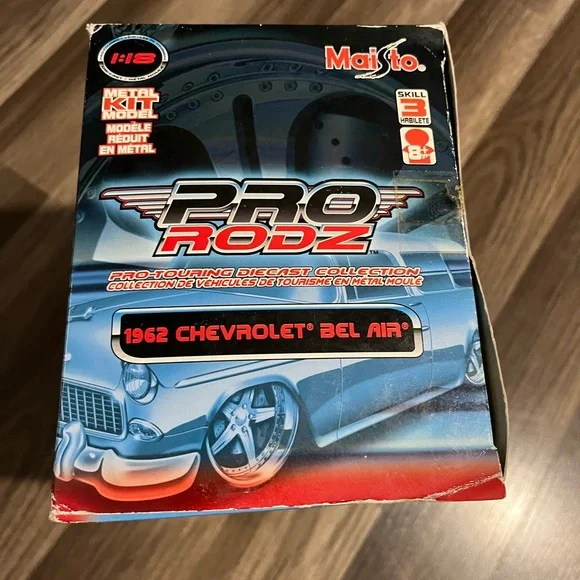 1:18
Maisto®
METAL
KIT
MODEL
MODÈLE
RÉDUIT
EN MÉTAL
SKILL
3
HABILETÉ
8+
PRO
RODZ™
PRO-TOURING DIECAST COLLECTION
COLLECTION DE VÉHICULES DE TOURISME EN MÉTAL MOULÉ
1962 CHEVROLET® BEL AIR®